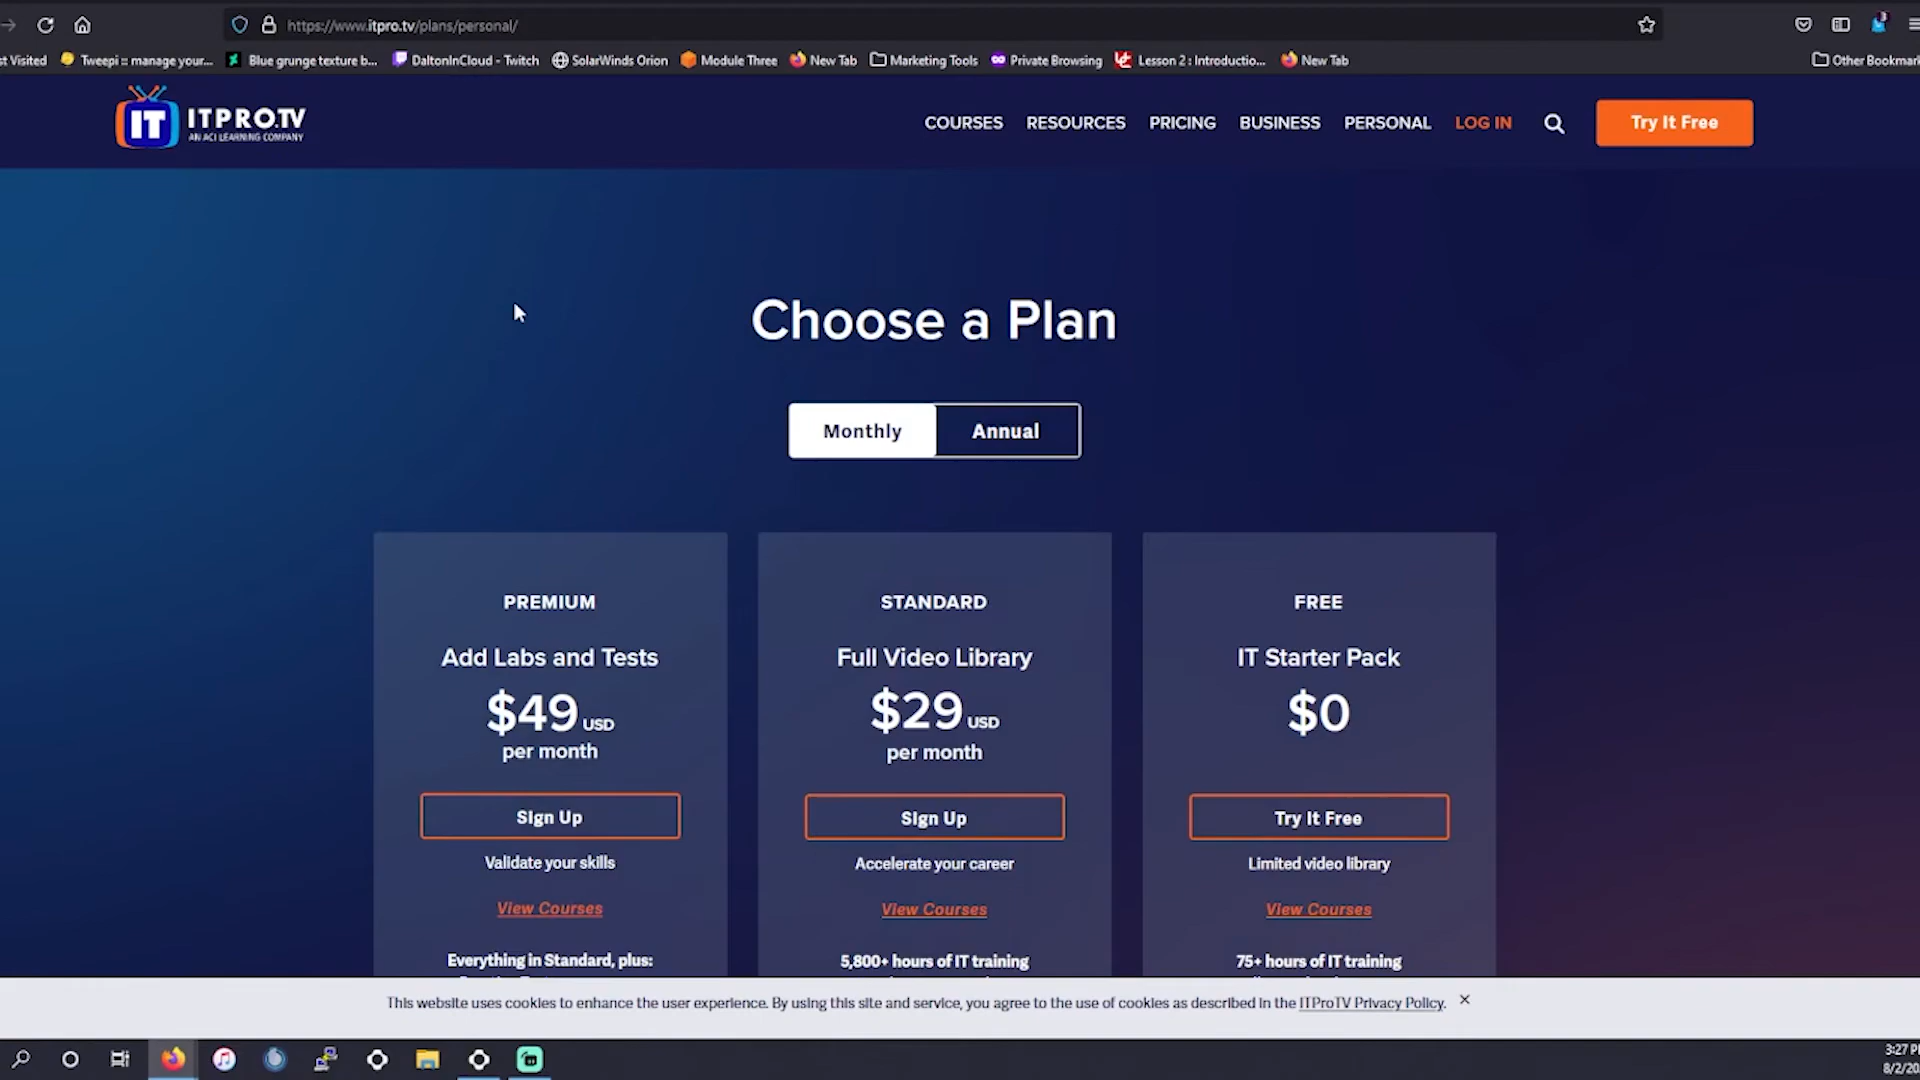 https://www.itpro.tv/plans/personal/
st Visited Tweepi :: manage your... Blue grunge texture b... DaltonInCloud - Twitch SolarWinds Orion Module Three New Tab Marketing Tools Private Browsing Lesson 2 : Introductio... New Tab Other Bookmark
IT ITPRO.TV
AN ACI LEARNING COMPANY
COURSES RESOURCES PRICING BUSINESS PERSONAL LOG IN Try It Free
Choose a Plan
Monthly Annual
PREMIUM STANDARD FREE
Add Labs and Tests Full Video Library IT Starter Pack
$49 USD $29 USD $0
per month per month
Sign Up Sign Up Try It Free
Validate your skills Accelerate your career Limited video library
View Courses View Courses View Courses
Everything in Standard, plus: 5,800+ hours of IT training 75+ hours of IT training
This website uses cookies to enhance the user experience. By using this site and service, you agree to the use of cookies as described in the ITProTV Privacy Policy. ×
3:27 P
8/2/20